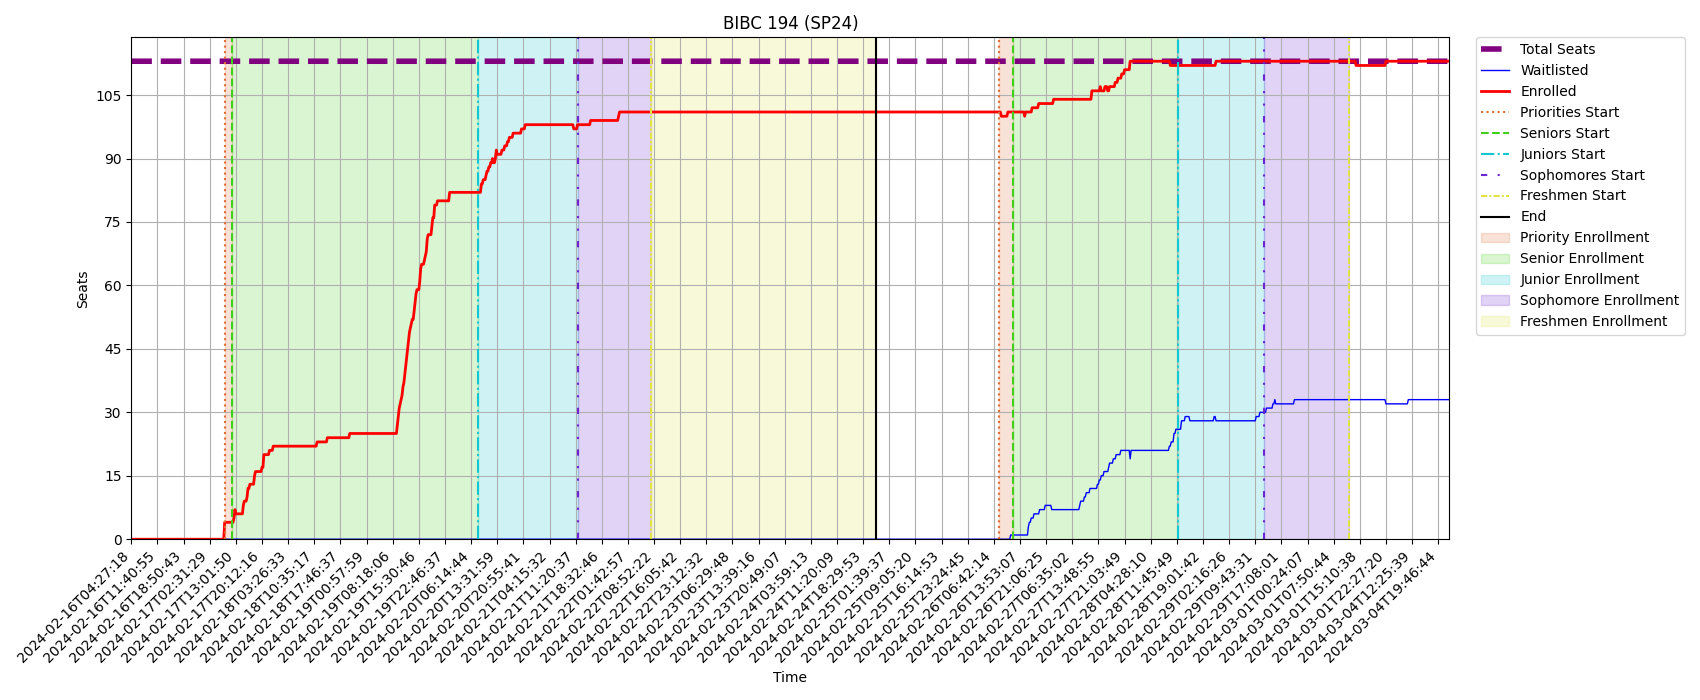 BIBC 194 (SP24)
Seats
105
90
75
60
45
30
15
0
2024-02-16T04:27:18
2024-02-16T11:40:55
2024-02-16T18:50:43
2024-02-17T02:31:29
2024-02-17T13:01:50
2024-02-17T20:12:16
2024-02-18T03:26:33
2024-02-18T10:35:17
2024-02-18T17:46:37
2024-02-19T00:57:59
2024-02-19T08:18:06
2024-02-19T15:30:46
2024-02-19T22:46:37
2024-02-20T06:14:44
2024-02-20T13:31:59
2024-02-20T20:55:41
2024-02-21T04:15:32
2024-02-21T11:20:37
2024-02-21T18:32:46
2024-02-22T01:42:57
2024-02-22T08:52:22
2024-02-22T16:05:42
2024-02-22T23:12:32
2024-02-23T06:29:48
2024-02-23T13:39:16
2024-02-23T20:49:07
2024-02-24T03:59:13
2024-02-24T11:20:09
2024-02-24T18:29:53
2024-02-25T01:39:37
2024-02-25T09:05:20
2024-02-25T16:14:53
2024-02-25T23:24:45
2024-02-26T06:42:14
2024-02-26T13:53:07
2024-02-26T21:06:25
2024-02-27T06:35:02
2024-02-27T13:48:55
2024-02-27T21:03:49
2024-02-28T04:28:10
2024-02-28T11:45:49
2024-02-28T19:01:42
2024-02-29T02:16:26
2024-02-29T09:43:31
2024-02-29T17:08:01
2024-03-01T00:24:07
2024-03-01T07:50:44
2024-03-01T15:10:38
2024-03-01T22:27:20
2024-03-04T12:25:39
2024-03-04T19:46:44
Time
Total Seats
Waitlisted
Enrolled
Priorities Start
Seniors Start
Juniors Start
Sophomores Start
Freshmen Start
End
Priority Enrollment
Senior Enrollment
Junior Enrollment
Sophomore Enrollment
Freshmen Enrollment